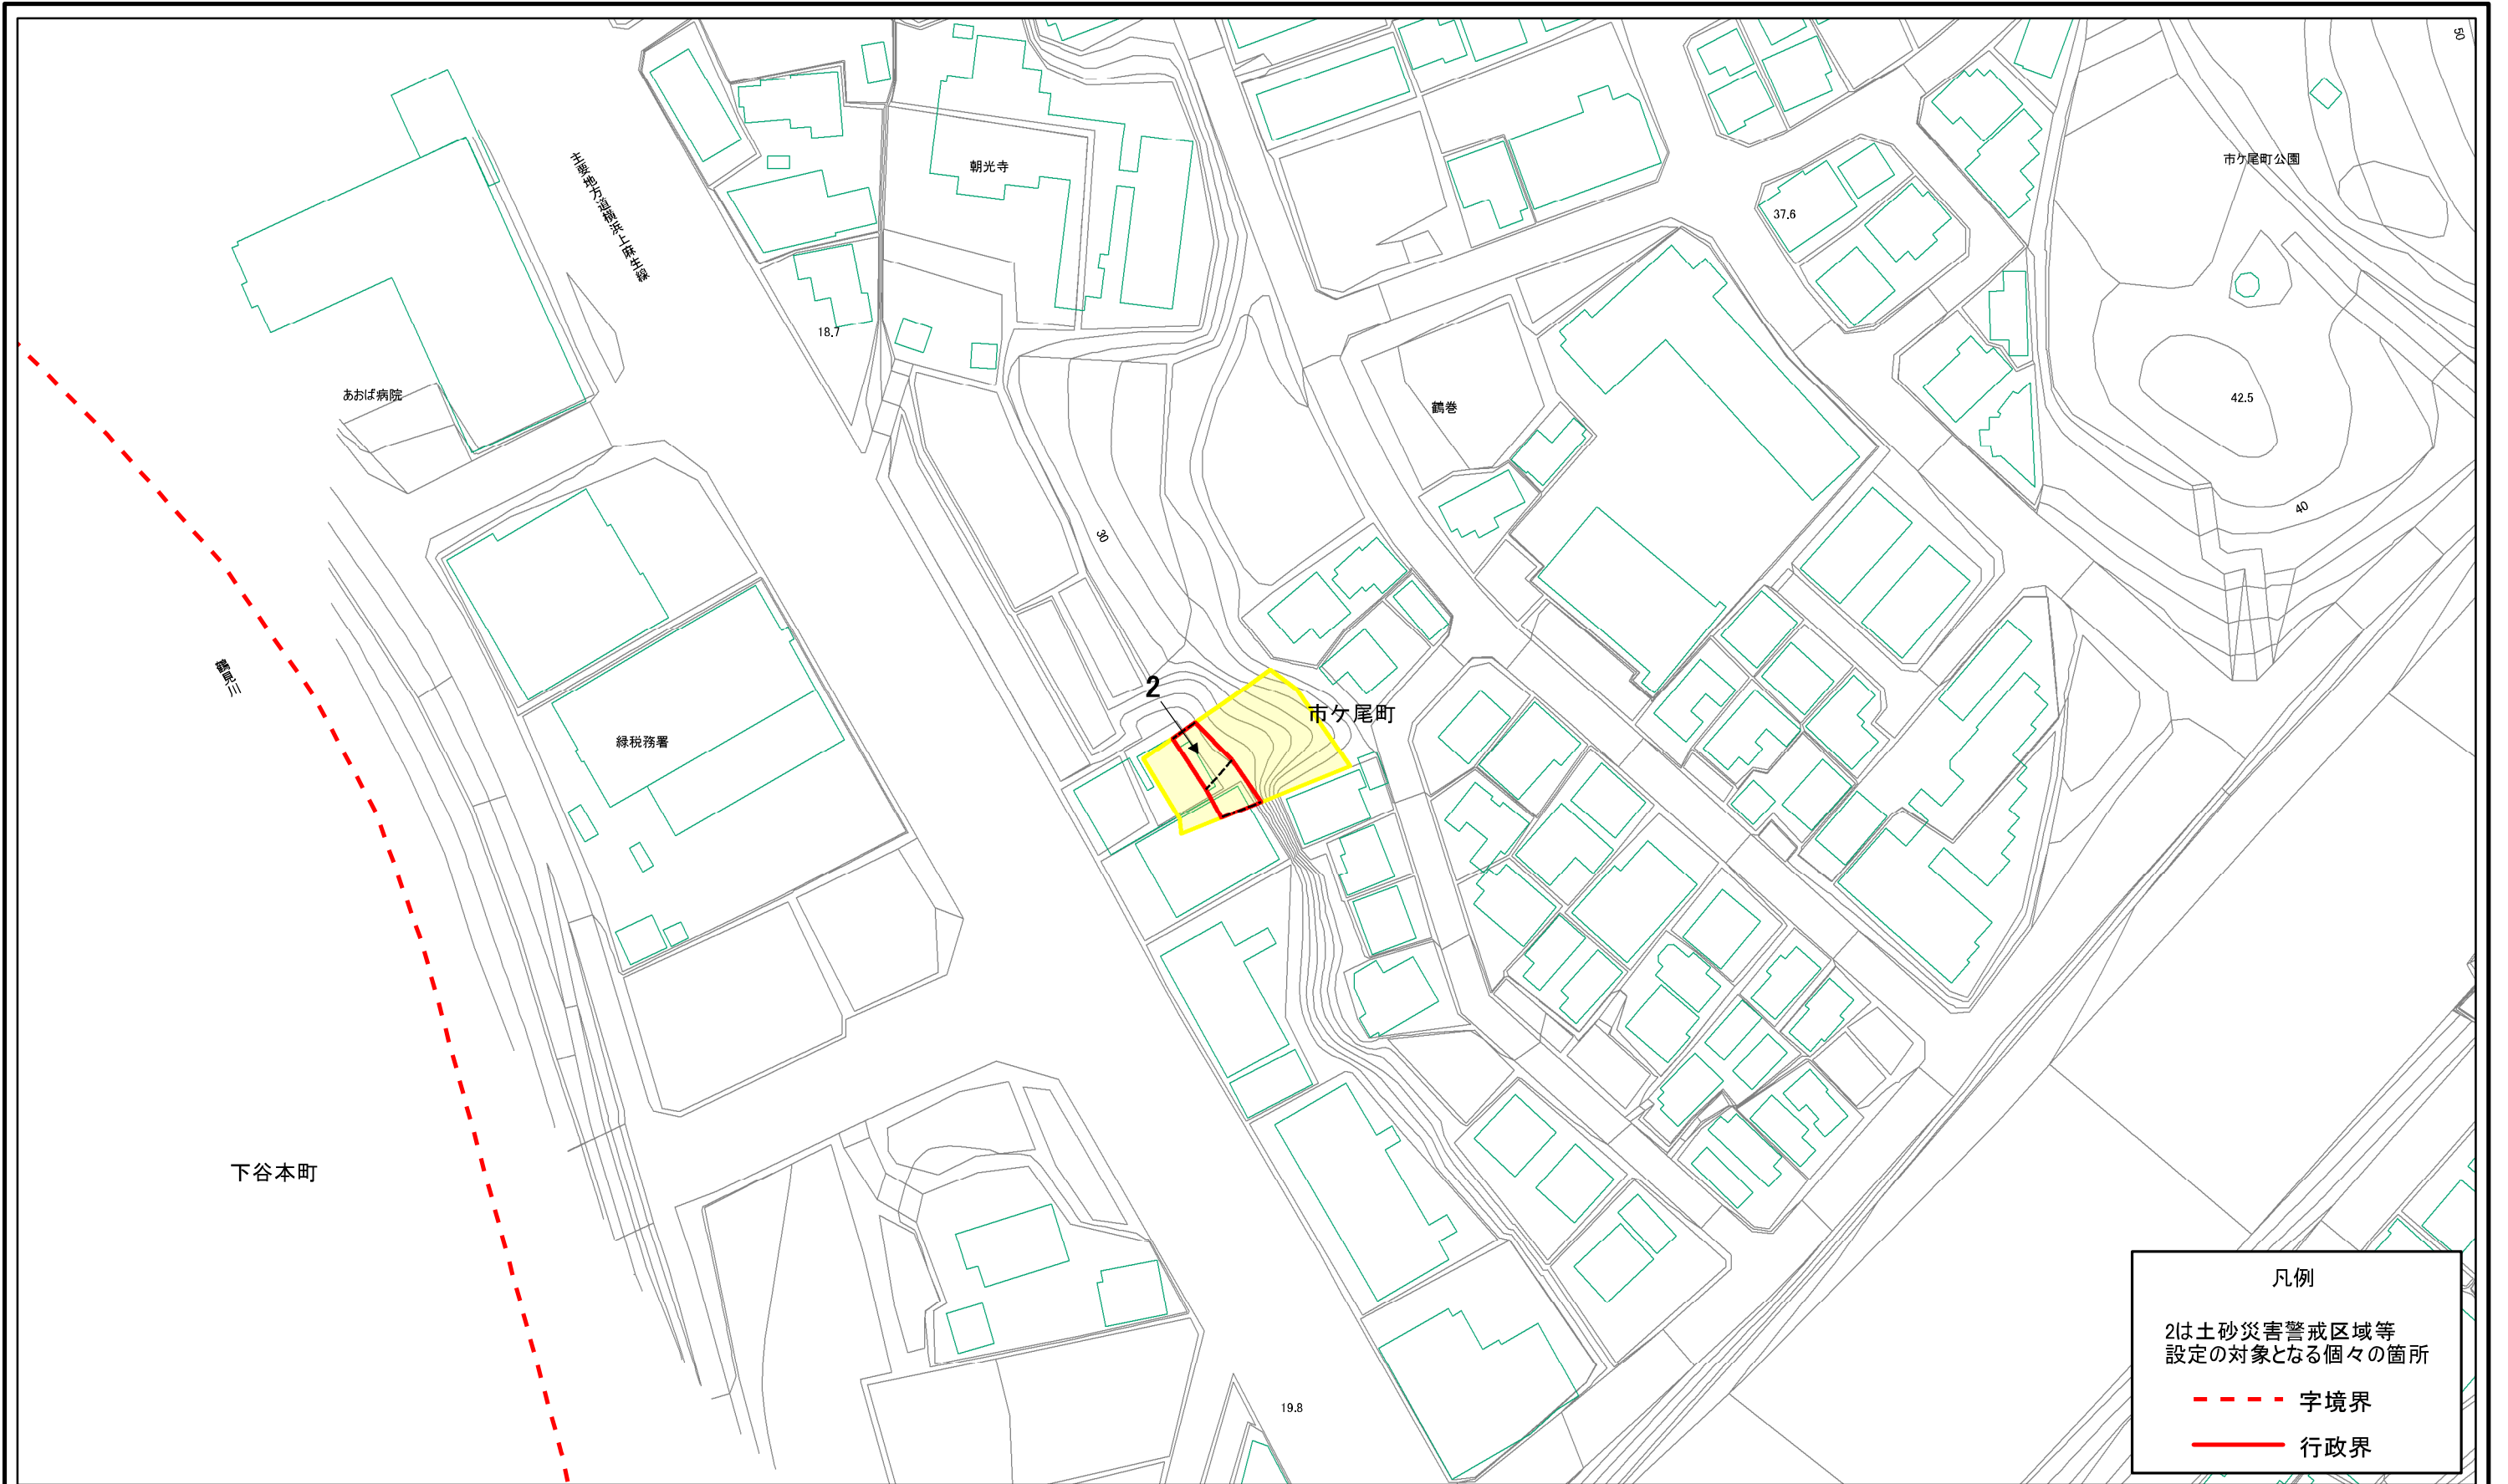 50
市ケ尾町公園
朝光寺
主要地方道横浜上麻生線
37.6
18.7
あおば病院
42.5
鶴巻
40
30
鶴見川
2
市ケ尾町
緑税務署
下谷本町
19.8
凡例
2は土砂災害警戒区域等
設定の対象となる個々の箇所
字境界
行政界